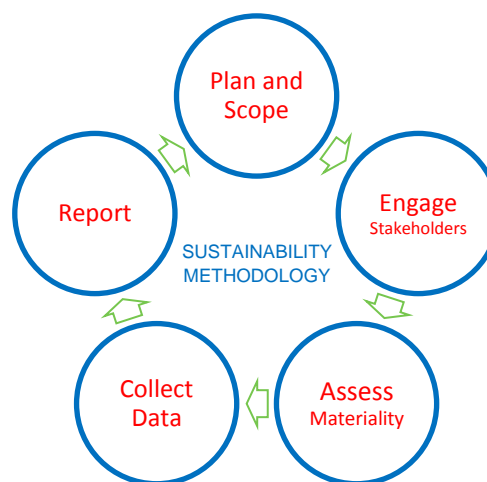 Plan and
Scope
Engage
Stakeholders
Report
SUSTAINABILITY
METHODOLOGY
Collect
Data
Assess
Materiality